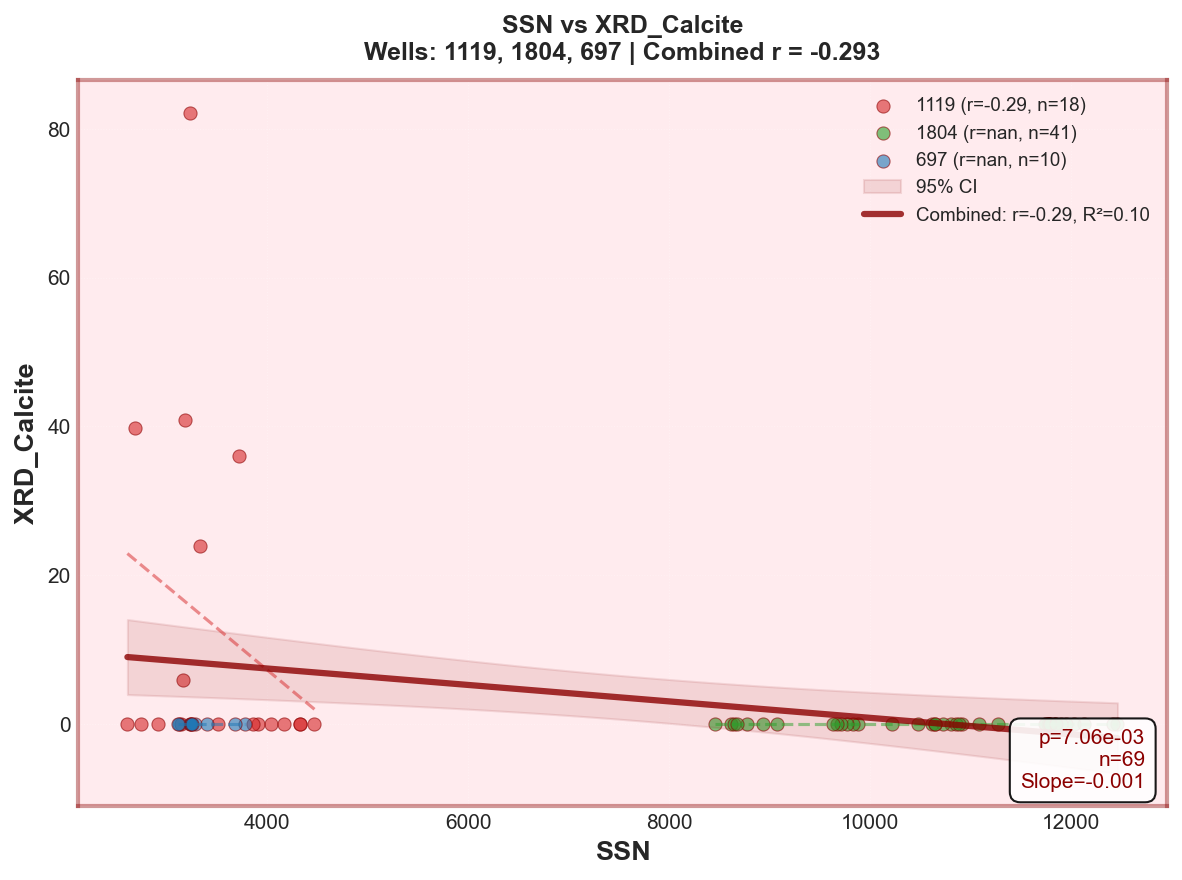 SSN vs XRD_Calcite
Wells: 1119, 1804, 697 | Combined r = -0.293
1119 (r=-0.29, n=18)
1804 (r=nan, n=41)
697 (r=nan, n=10)
95% CI
Combined: r=-0.29, R²=0.10
XRD_Calcite
80
60
40
20
0
p=7.06e-03
n=69
Slope=-0.001
4000 6000 8000 10000 12000
SSN